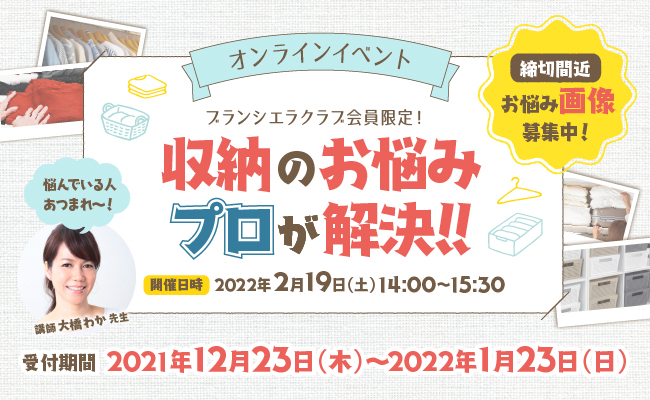 オンラインイベント
締切間近
お悩み画像
募集中!
ブランシエラクラブ会員限定!
収納のお悩み
プロが解決!!
悩んでいる人
あつまれ〜!
開催日時 2022年2月19日(土)14:00〜15:30
講師 大橋わか 先生
受付期間 2021年12月23日(木)〜2022年1月23日(日)